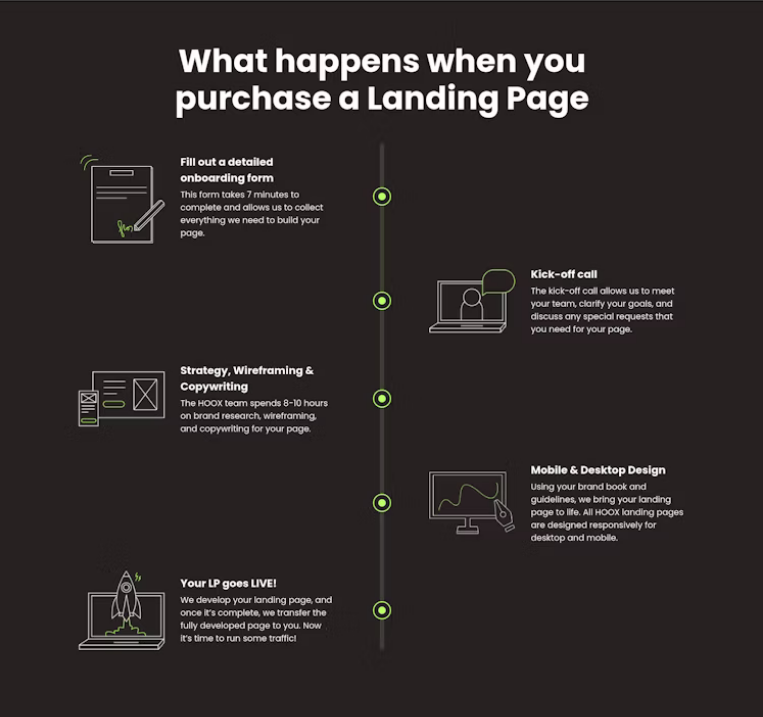 What happens when you
purchase a Landing Page
Fill out a detailed
onboarding form
This form takes 7 minutes to
complete and allows us to collect
everything we need to build your
page.
Kick-off call
The kick-off call allows us to meet
your team, clarify your goals, and
discuss any special requests that
you need for your page.
Strategy, Wireframing &
Copywriting
The HOOX team spends 8-10 hours
on brand research, wireframing,
and copywriting for your page.
Mobile & Desktop Design
Using your brand book and
guidelines, we bring your landing
page to life. All HOOX landing pages
are designed responsively for
desktop and mobile.
Your LP goes LIVE!
We develop your landing page, and
once it's complete, we transfer the
fully developed page to you. Now
it's time to run some traffic!